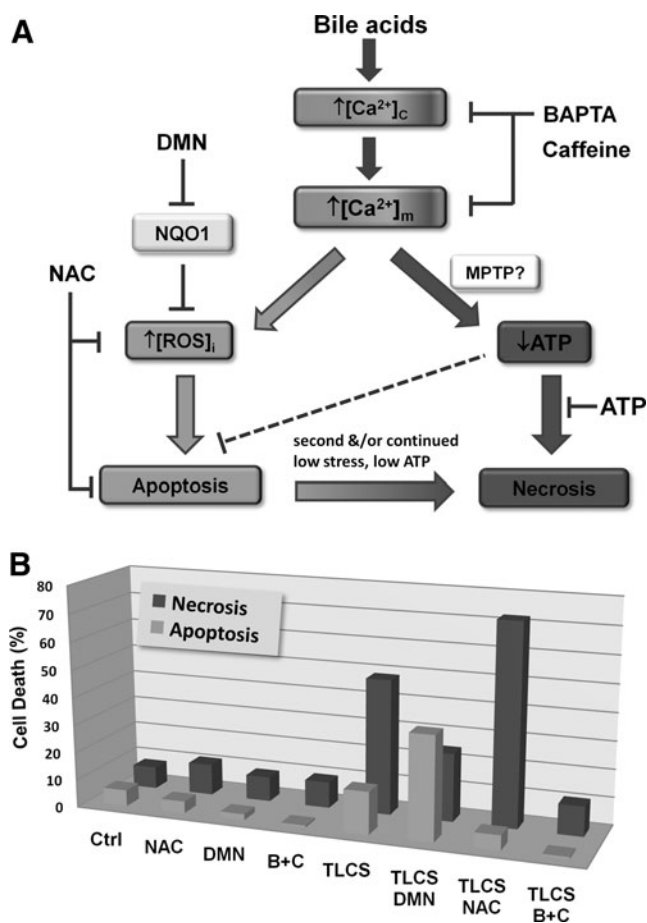 A
Bile acids
↑[Ca²⁺]c
BAPTA
Caffeine
DMN
↑[Ca²⁺]m
NQO1
NAC
MPTP?
↑[ROS]i
↓ATP
ATP
second &/or continued
low stress, low ATP
Apoptosis
Necrosis
B
Cell Death (%)
80
70
60
50
40
30
20
10
0
Necrosis
Apoptosis
Ctrl
NAC
DMN
B+C
TLCS
TLCS
DMN
TLCS
NAC
TLCS
B+C